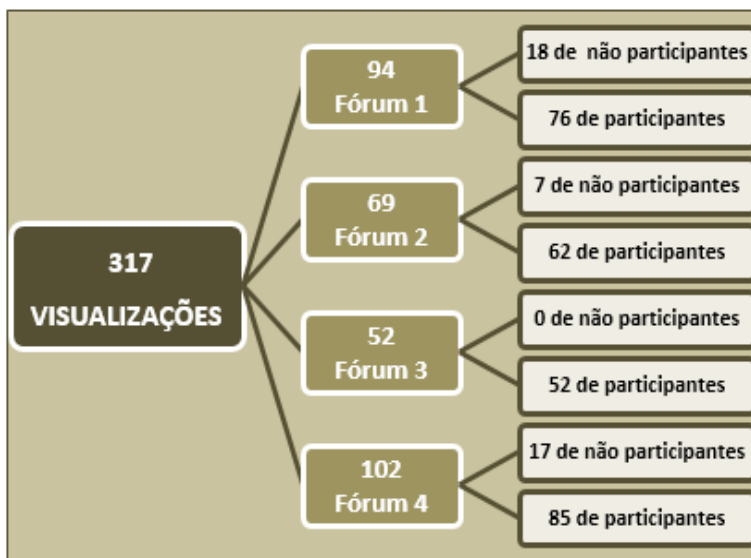 317
VISUALIZAÇÕES
94
Fórum 1
18 de não participantes
76 de participantes
69
Fórum 2
7 de não participantes
62 de participantes
52
Fórum 3
0 de não participantes
52 de participantes
102
Fórum 4
17 de não participantes
85 de participantes